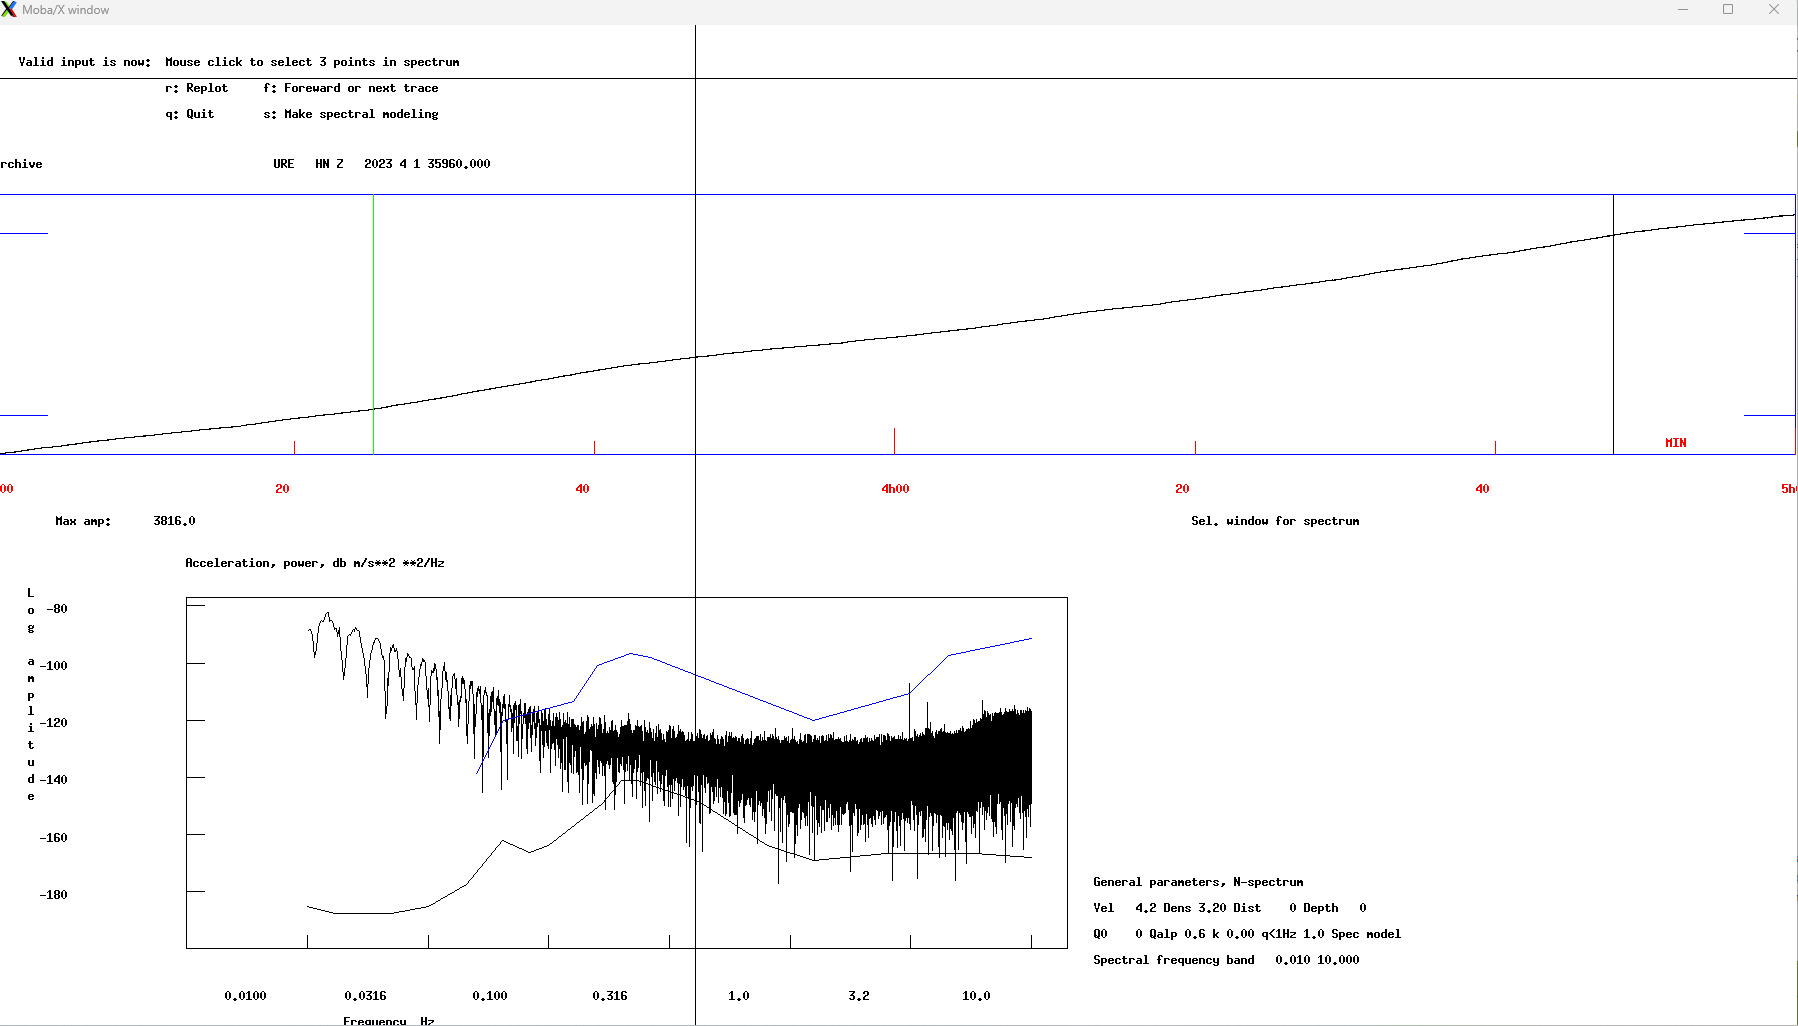 Moba/X window
Valid input is now:  Mouse click to select 3 points in spectrum
r: Replot     f: Foreward or next trace
q: Quit       s: Make spectral modeling
rchive                                 URE   HN Z   2023 4 1 35960.000
MIN
00   20   40   4h00   20   40   5h
Max amp:      3816.0   Sel. window for spectrum
Acceleration, power, db m/s**2 **2/Hz
Log amplitude
-80
-100
-120
-140
-160
-180
General parameters, N-spectrum
Vel   4.2 Dens 3.20 Dist    0 Depth   0
Q0    0 Qalp 0.6 k 0.00 q<1Hz 1.0 Spec model
Spectral frequency band   0.010 10.000
0.0100   0.0316   0.100   0.316   1.0   3.2   10.0
Frequency  Hz